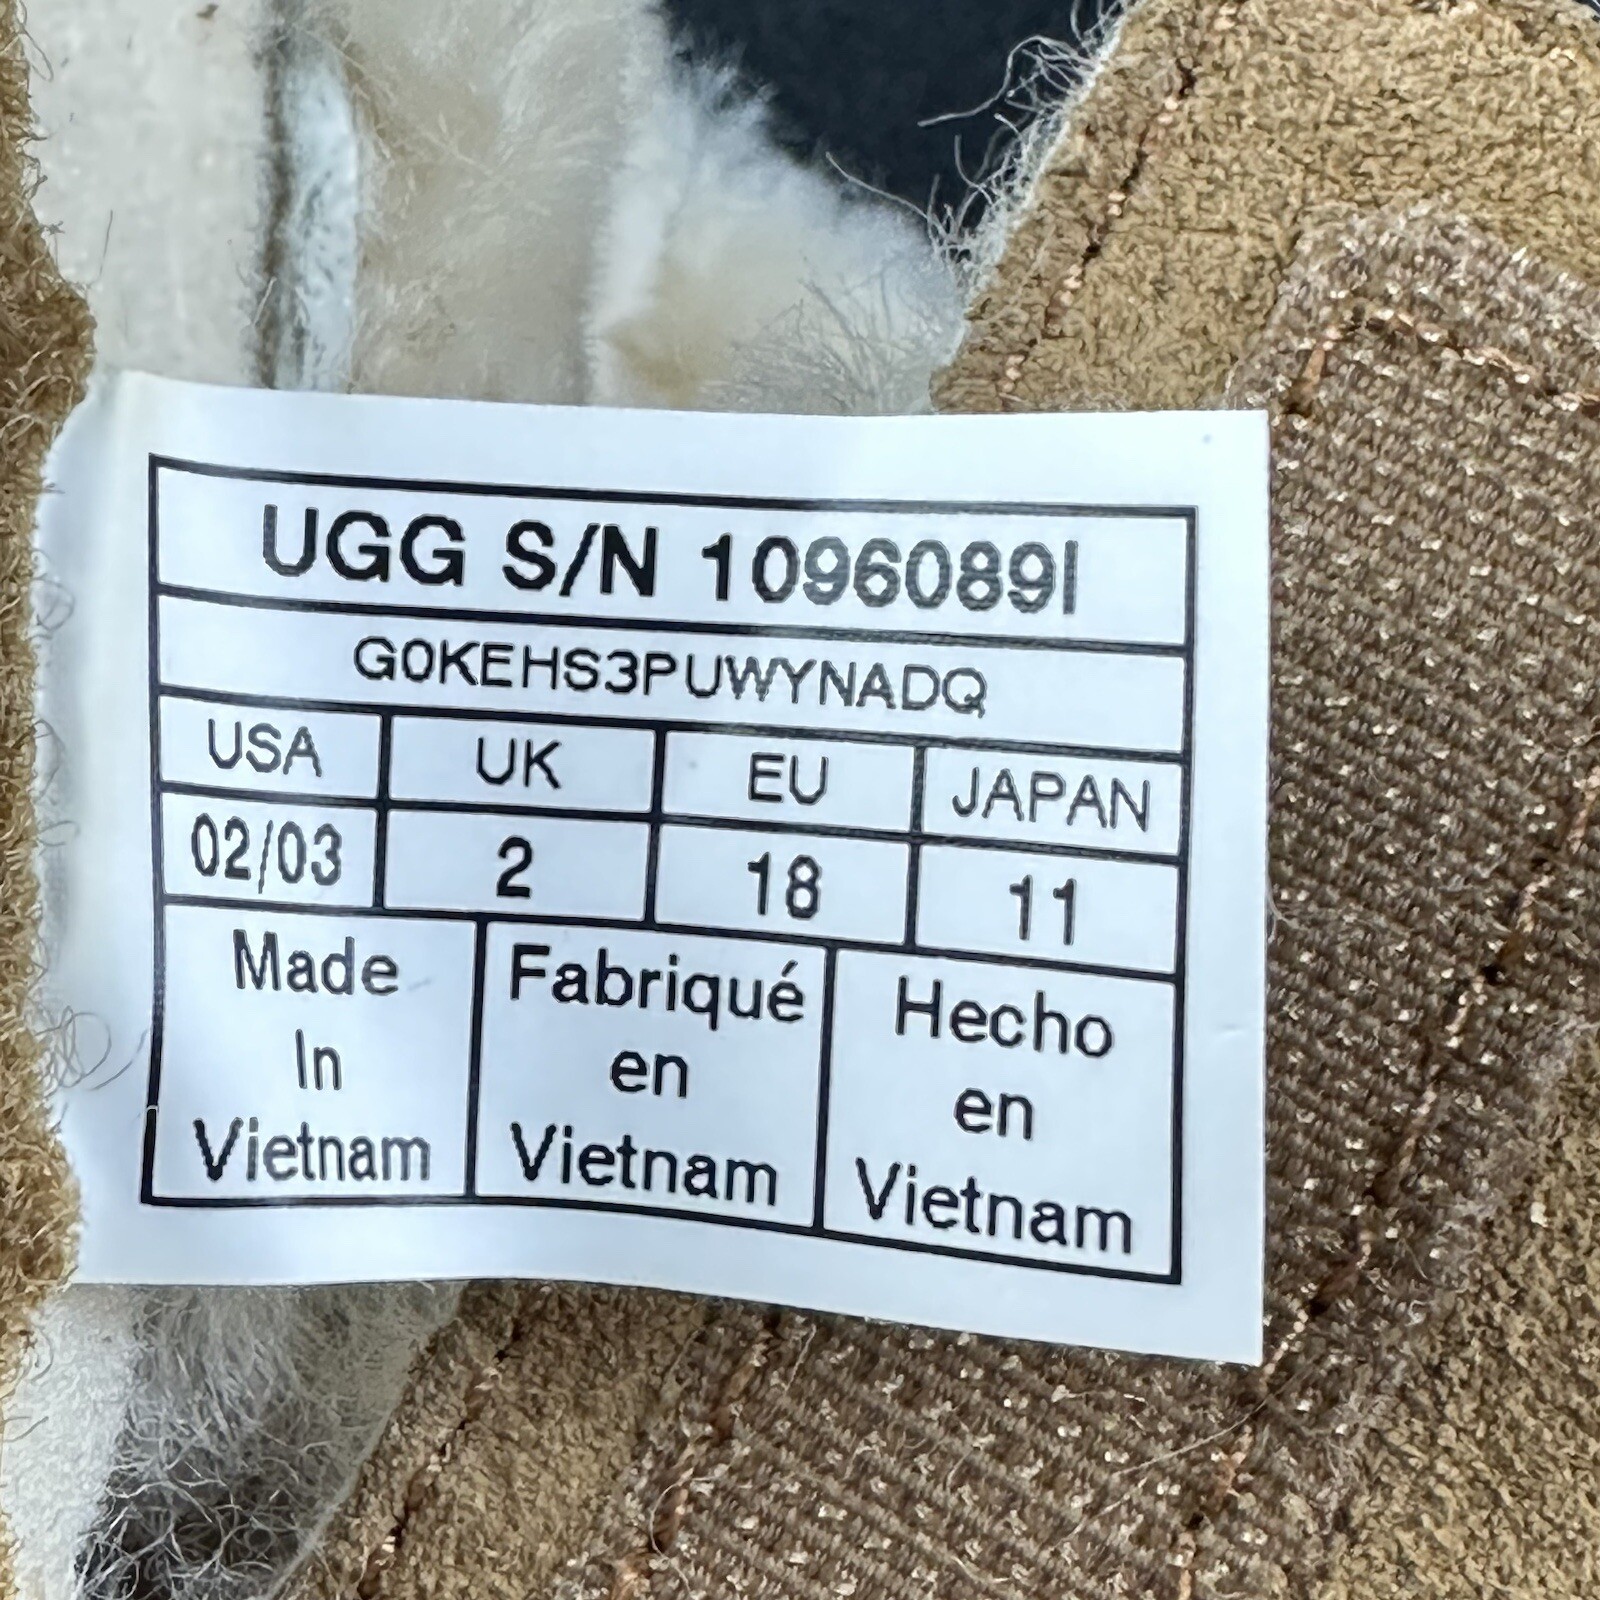 UGG S/N 1096089I
G0KEHS3PUWYNADQ
USA UK EU JAPAN
02/03 2 18 11
Made
In
Vietnam
Fabriqué
en
Vietnam
Hecho
en
Vietnam